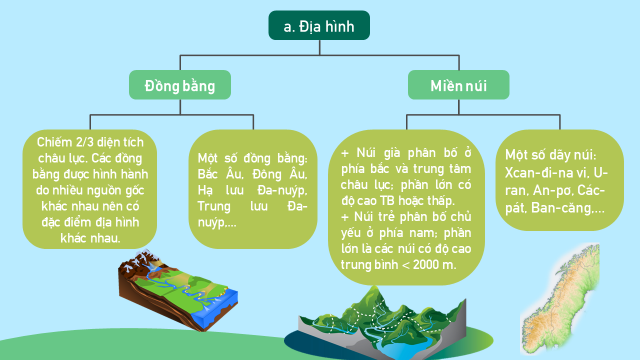 a. Địa hình
Đồng bằng
Miền núi
Chiếm 2/3 diện tích
châu lục. Các đồng
bằng được hình hành
do nhiều nguồn gốc
khác nhau nên có
đặc điểm địa hình
khác nhau.
Một số đồng bằng:
Bắc Âu, Đông Âu,
Hạ lưu Đa-nuýp,
Trung lưu Đa-
nuýp,...
+ Núi già phân bố ở
phía bắc và trung tâm
châu lục; phần lớn có
độ cao TB hoặc thấp.
+ Núi trẻ phân bố chủ
yếu ở phía nam; phần
lớn là các núi có độ cao
trung bình < 2000 m.
Một số dãy núi:
Xcan-đi-na vi, U-
ran, An-pơ, Các-
pát, Ban-căng,...